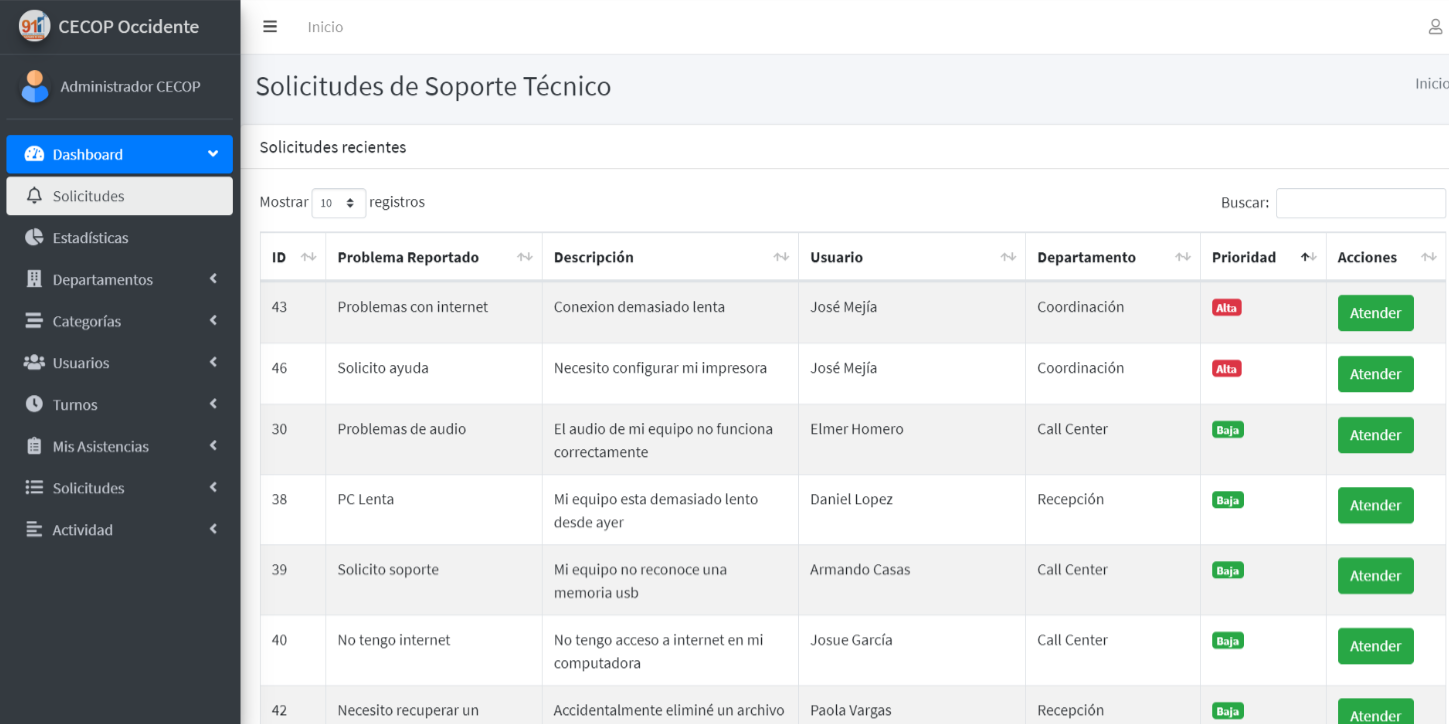 911 CECOP Occidente
Inicio
Administrador CECOP
Solicitudes de Soporte Técnico
Inicio
Dashboard
Solicitudes
Estadísticas
Departamentos
Categorías
Usuarios
Turnos
Mis Asistencias
Solicitudes
Actividad
Solicitudes recientes
Mostrar 10 registros
Buscar:
ID Problema Reportado Descripción Usuario Departamento Prioridad Acciones
43 Problemas con internet Conexion demasiado lenta José Mejía Coordinación Alta Atender
46 Solicito ayuda Necesito configurar mi impresora José Mejía Coordinación Alta Atender
30 Problemas de audio El audio de mi equipo no funciona Elmer Homero Call Center Baja Atender
correctamente
38 PC Lenta Mi equipo esta demasiado lento Daniel Lopez Recepción Baja Atender
desde ayer
39 Solicito soporte Mi equipo no reconoce una Armando Casas Call Center Baja Atender
memoria usb
40 No tengo internet No tengo acceso a internet en mi Josue García Call Center Baja Atender
computadora
42 Necesito recuperar un Accidentalmente eliminé un archivo Paola Vargas Recepción Baja Atender